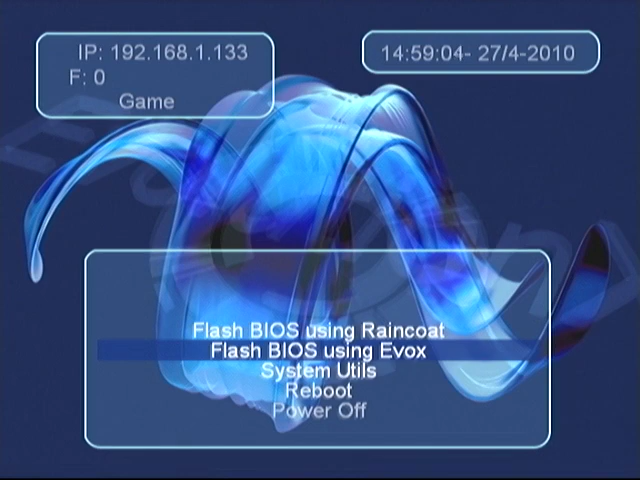 IP: 192.168.1.133
F: 0
Game
14:59:04- 27/4-2010
Flash BIOS using Raincoat
Flash BIOS using Evox
System Utils
Reboot
Power Off